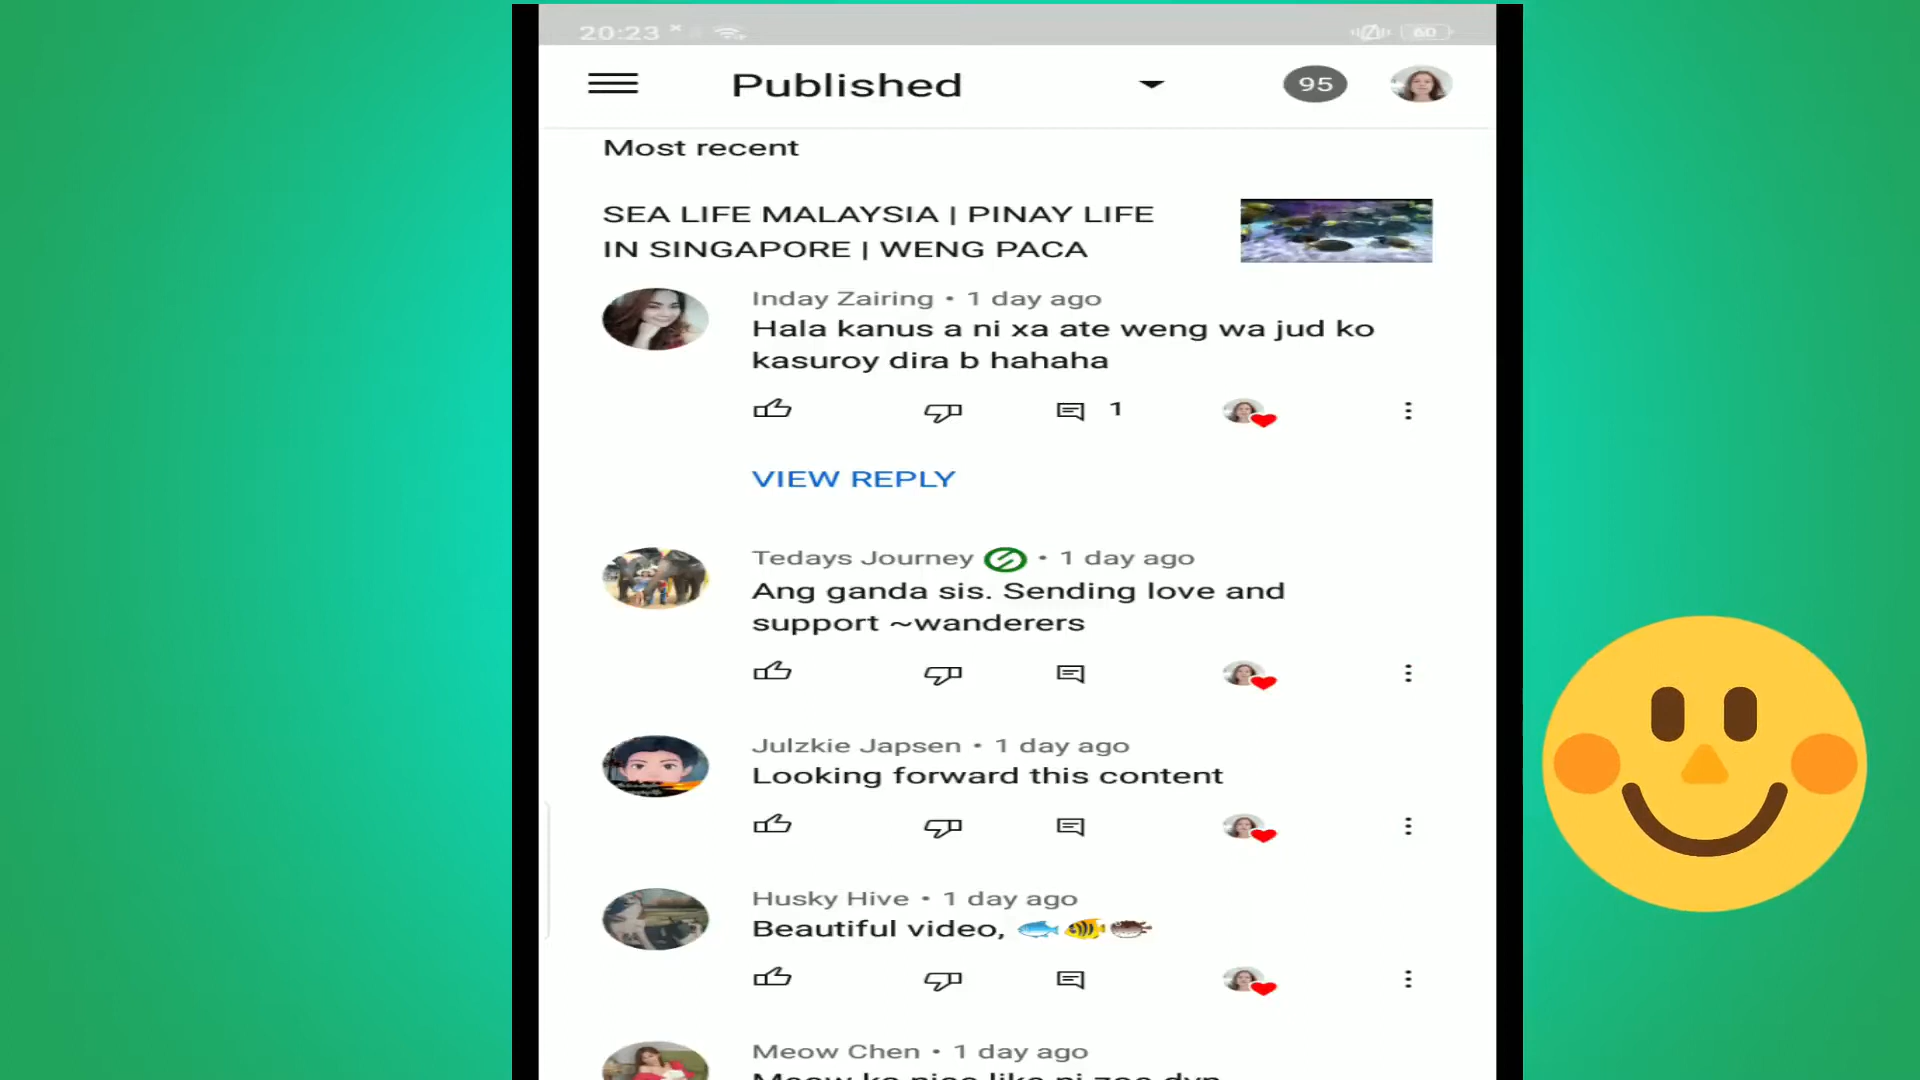 20:23
60
Published
95
Most recent
SEA LIFE MALAYSIA | PINAY LIFE
IN SINGAPORE | WENG PACA
Inday Zairing • 1 day ago
Hala kanus a ni xa ate weng wa jud ko
kasuroy dira b hahaha
1
VIEW REPLY
Tedays Journey • 1 day ago
Ang ganda sis. Sending love and
support ~wanderers
Julzkie Japsen • 1 day ago
Looking forward this content
Husky Hive • 1 day ago
Beautiful video, 🐟🐠🐡
Meow Chen • 1 day ago